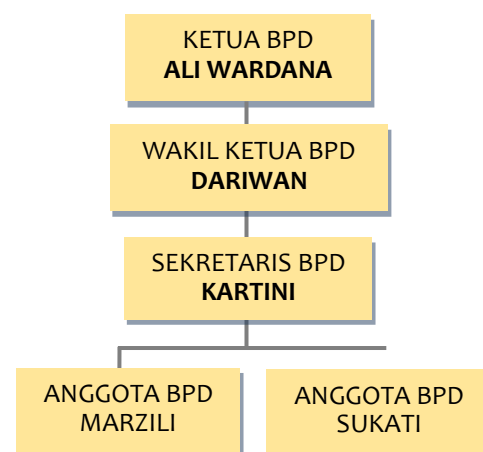 KETUA BPD
ALI WARDANA
WAKIL KETUA BPD
DARIWAN
SEKRETARIS BPD
KARTINI
ANGGOTA BPD
MARZILI
ANGGOTA BPD
SUKATI